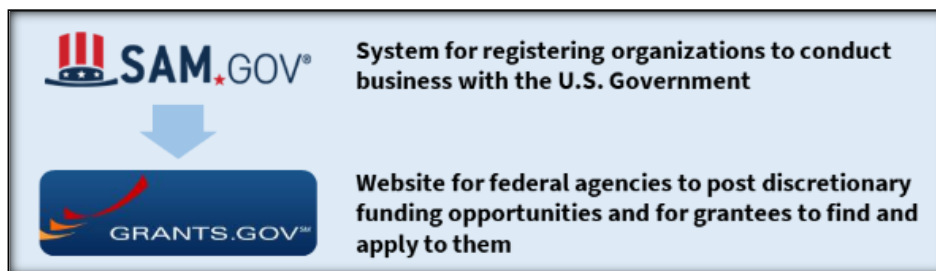 SAM.GOV®
System for registering organizations to conduct
business with the U.S. Government
GRANTS.GOV℠
Website for federal agencies to post discretionary
funding opportunities and for grantees to find and
apply to them